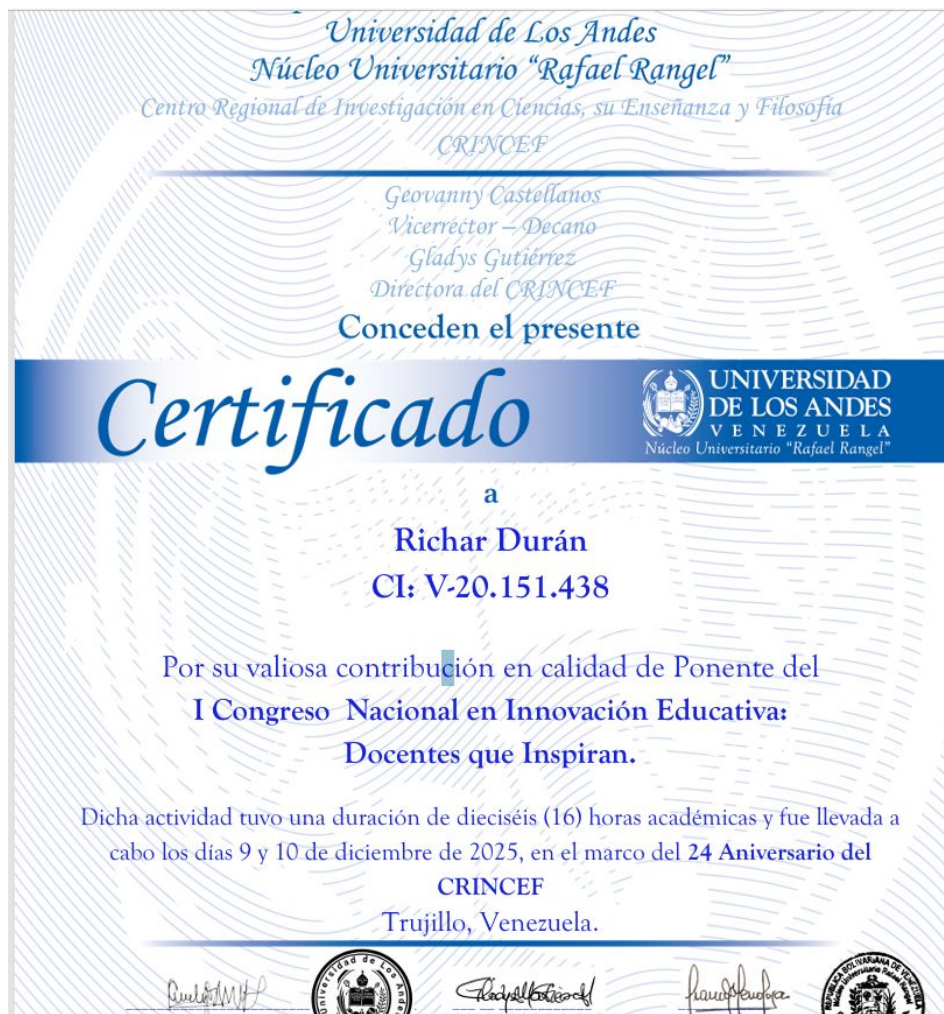 Universidad de Los Andes
Núcleo Universitario “Rafael Rangel”
Centro Regional de Investigación en Ciencias, su Enseñanza y Filosofía
CRINCEF
Geovanny Castellanos
Vicerrector – Decano
Gladys Gutiérrez
Directora del CRINCEF
Conceden el presente
Certificado
UNIVERSIDAD
DE LOS ANDES
VENEZUELA
Núcleo Universitario “Rafael Rangel”
a
Richar Durán
CI: V-20.151.438
Por su valiosa contribución en calidad de Ponente del
I Congreso Nacional en Innovación Educativa:
Docentes que Inspiran.
Dicha actividad tuvo una duración de dieciséis (16) horas académicas y fue llevada a
cabo los días 9 y 10 de diciembre de 2025, en el marco del 24 Aniversario del
CRINCEF
Trujillo, Venezuela.
Universidad de Los Andes